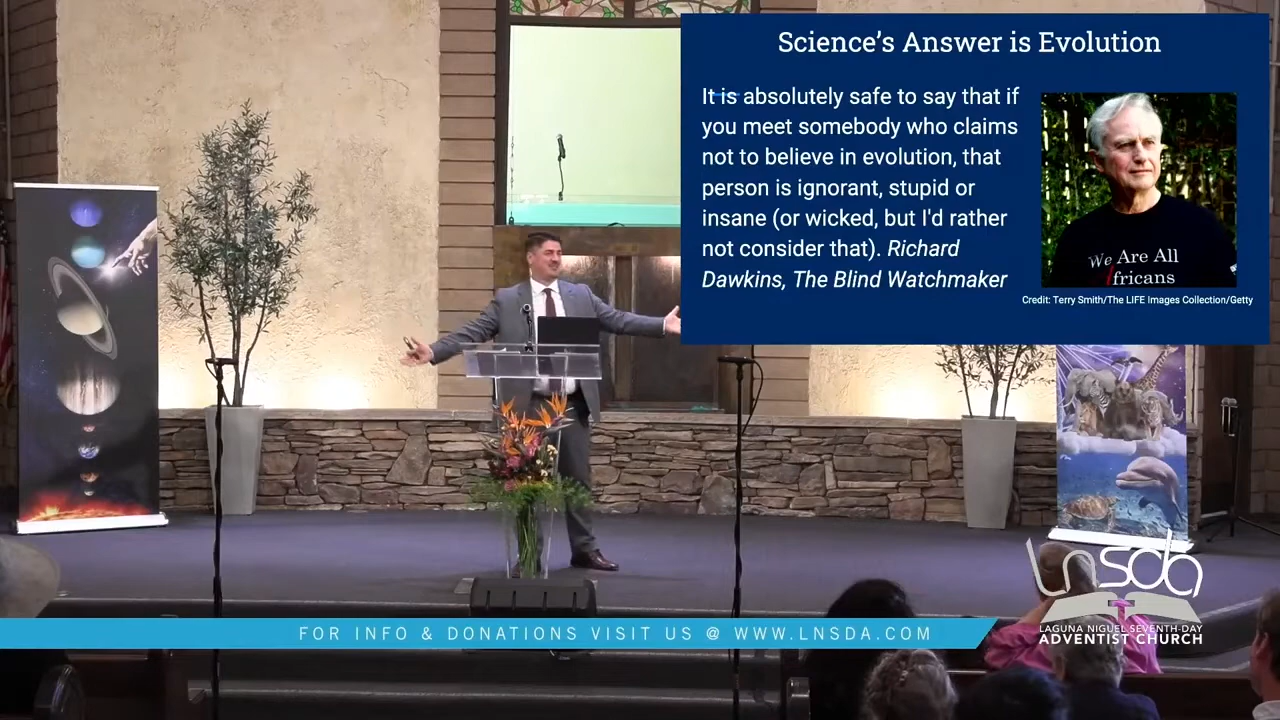 Science's Answer is Evolution
It is absolutely safe to say that if
you meet somebody who claims
not to believe in evolution, that
person is ignorant, stupid or
insane (or wicked, but I'd rather
not consider that). Richard
Dawkins, The Blind Watchmaker
We Are All
Africans
Credit: Terry Smith/The LIFE Images Collection/Getty
FOR INFO & DONATIONS VISIT US @ WWW.LNSDA.COM
Lnsda
LAGUNA NIGUEL SEVENTH-DAY
ADVENTIST CHURCH